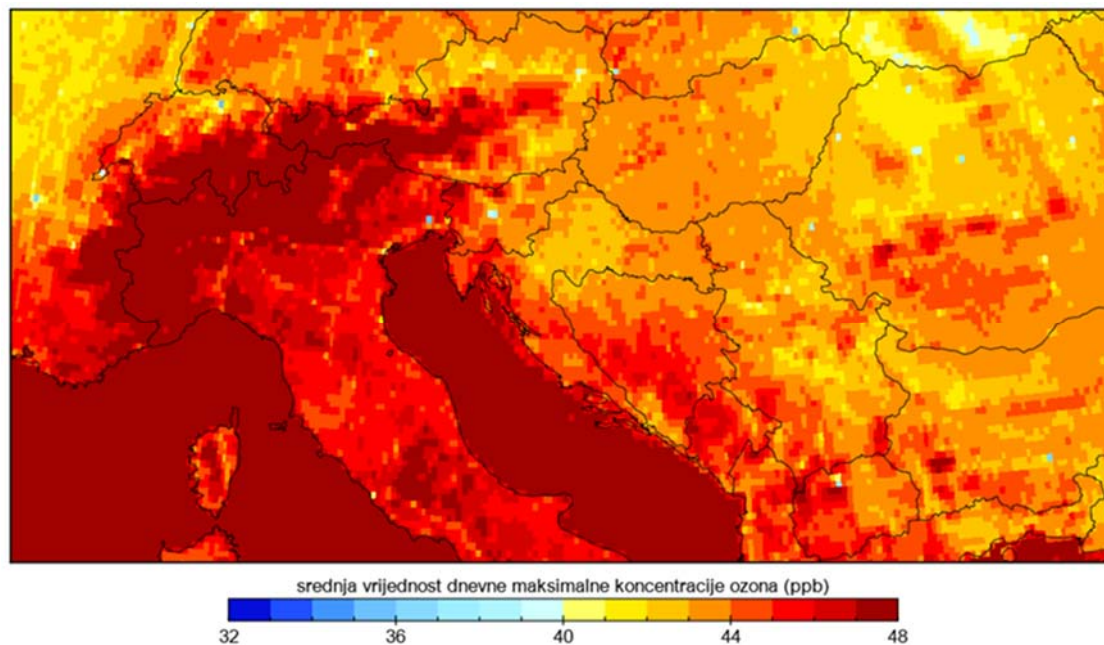 srednja vrijednost dnevne maksimalne koncentracije ozona (ppb)
32 36 40 44 48